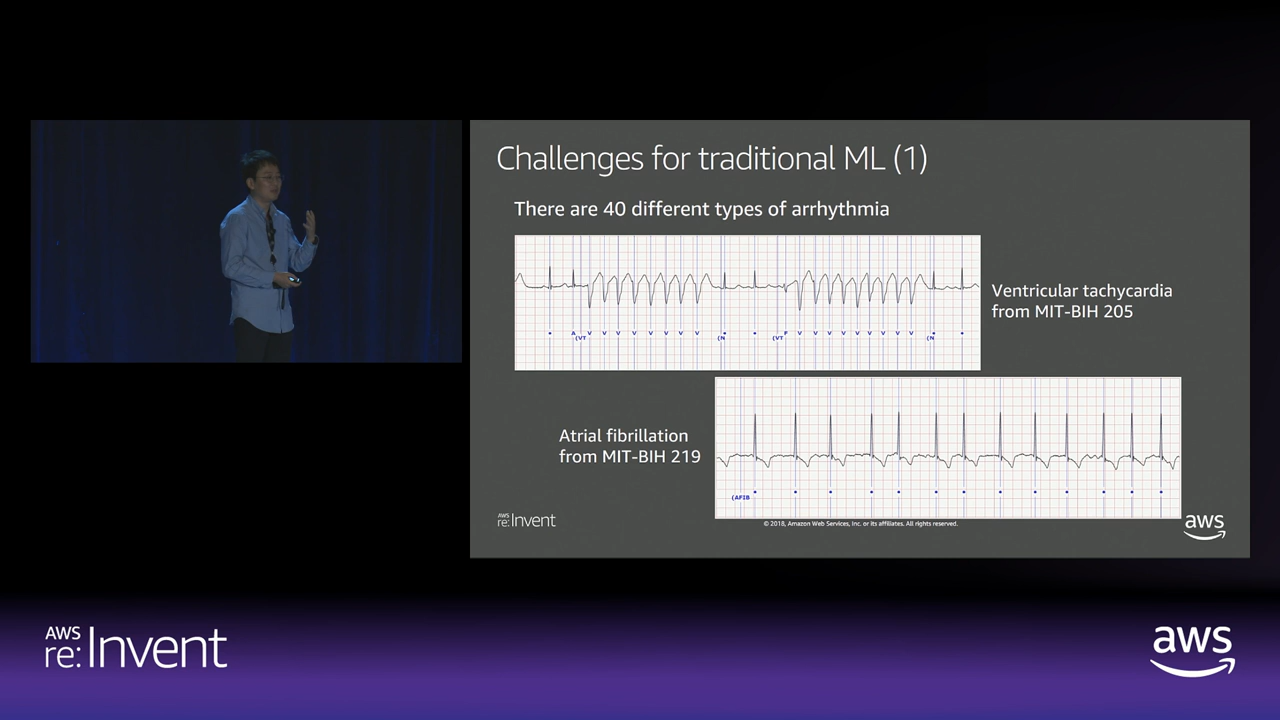 Challenges for traditional ML (1)
There are 40 different types of arrhythmia
A V V V V V V V V
(VT
(N
F V V V V V V V V
(VT
(N
Ventricular tachycardia
from MIT-BIH 205
Atrial fibrillation
from MIT-BIH 219
(AFIB
AWS
re:Invent
© 2018, Amazon Web Services, Inc. or its affiliates. All rights reserved.
aws
AWS
re:Invent
aws